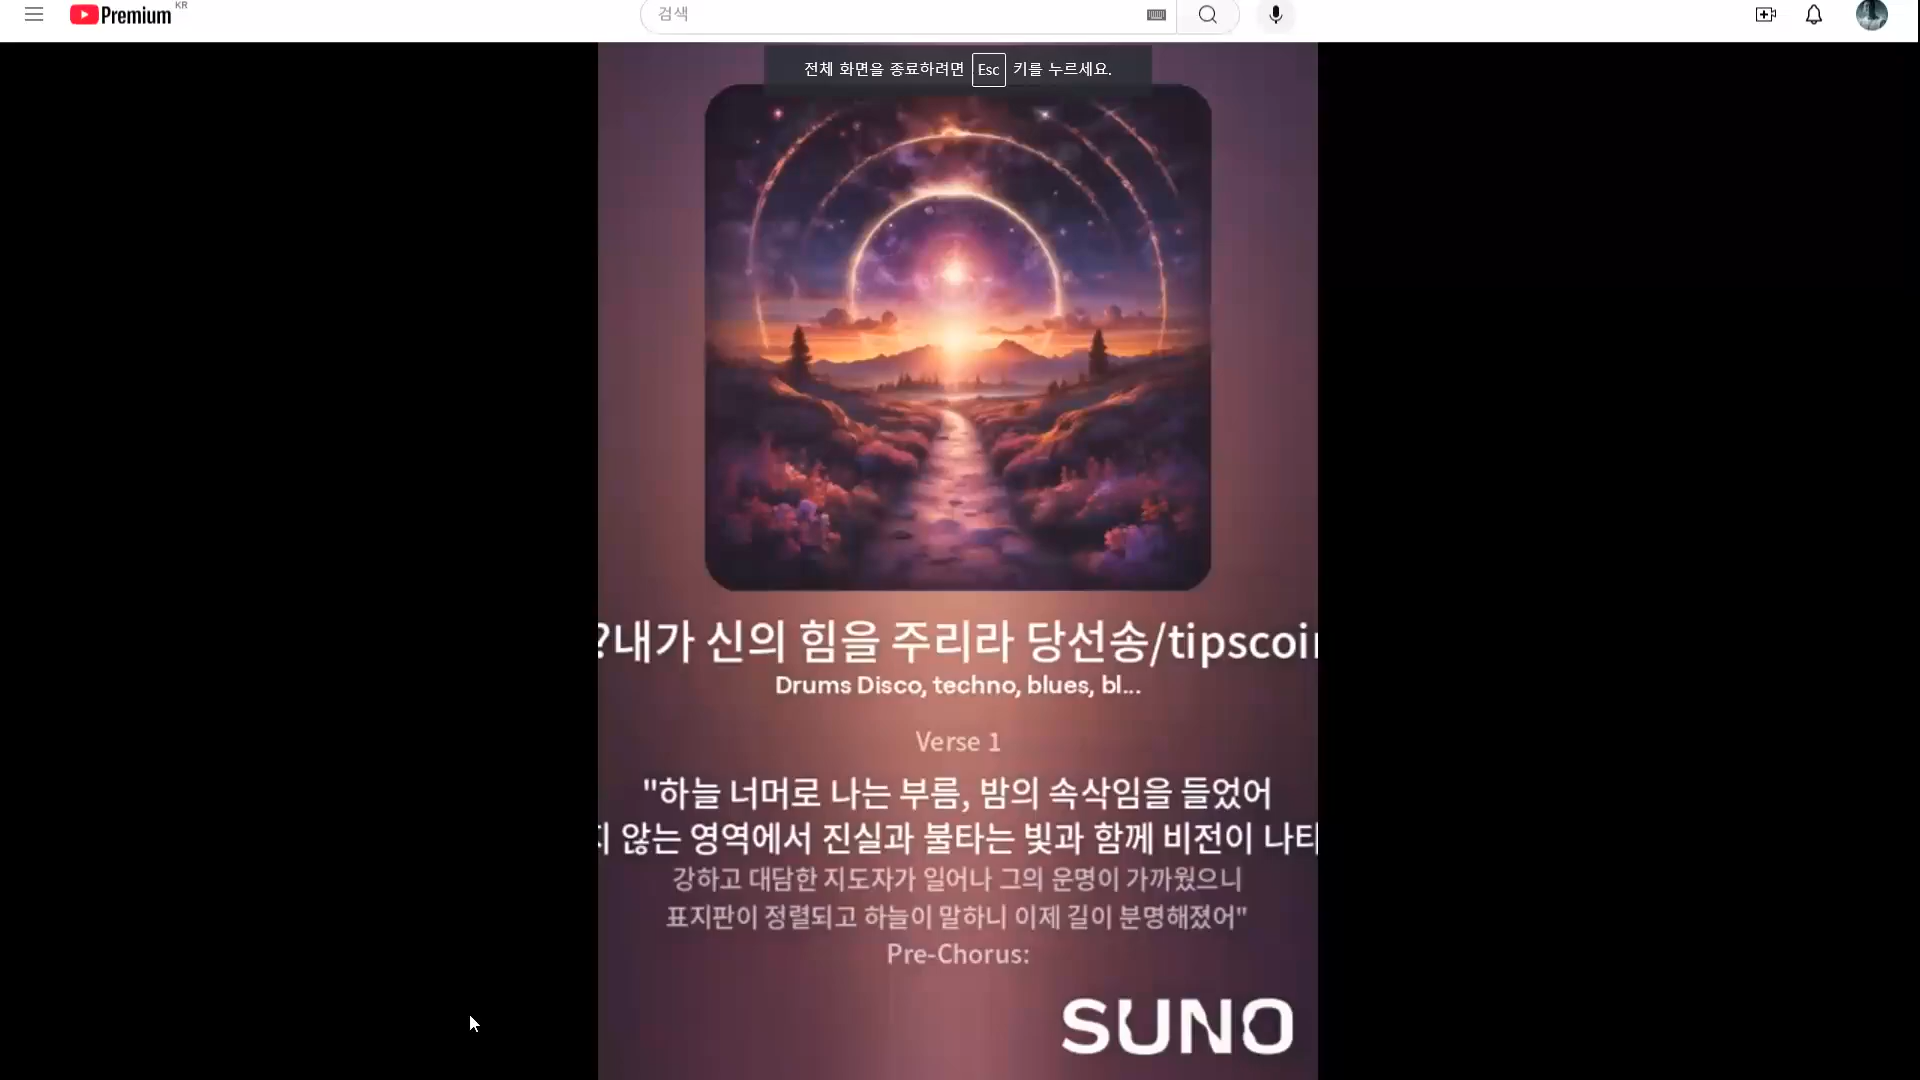 Premium KR
검색
전체 화면을 종료하려면 Esc 키를 누르세요.
?내가 신의 힘을 주리라 당선송/tipscoi
Drums Disco, techno, blues, bl...
Verse 1
"하늘 너머로 나는 부름, 밤의 속삭임을 들었어
지 않는 영역에서 진실과 불타는 빛과 함께 비전이 나타
강하고 대담한 지도자가 일어나 그의 운명이 가까웠으니
표지판이 정렬되고 하늘이 말하니 이제 길이 분명해졌어"
Pre-Chorus:
SUNO